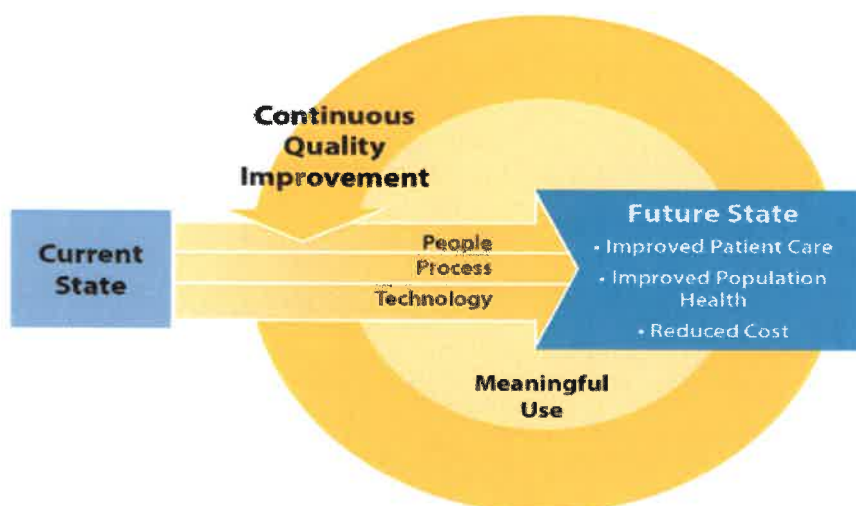 Continuous
Quality
Improvement
Current
State
People
Process
Technology
Future State
• Improved Patient Care
• Improved Population
Health
• Reduced Cost
Meaningful
Use